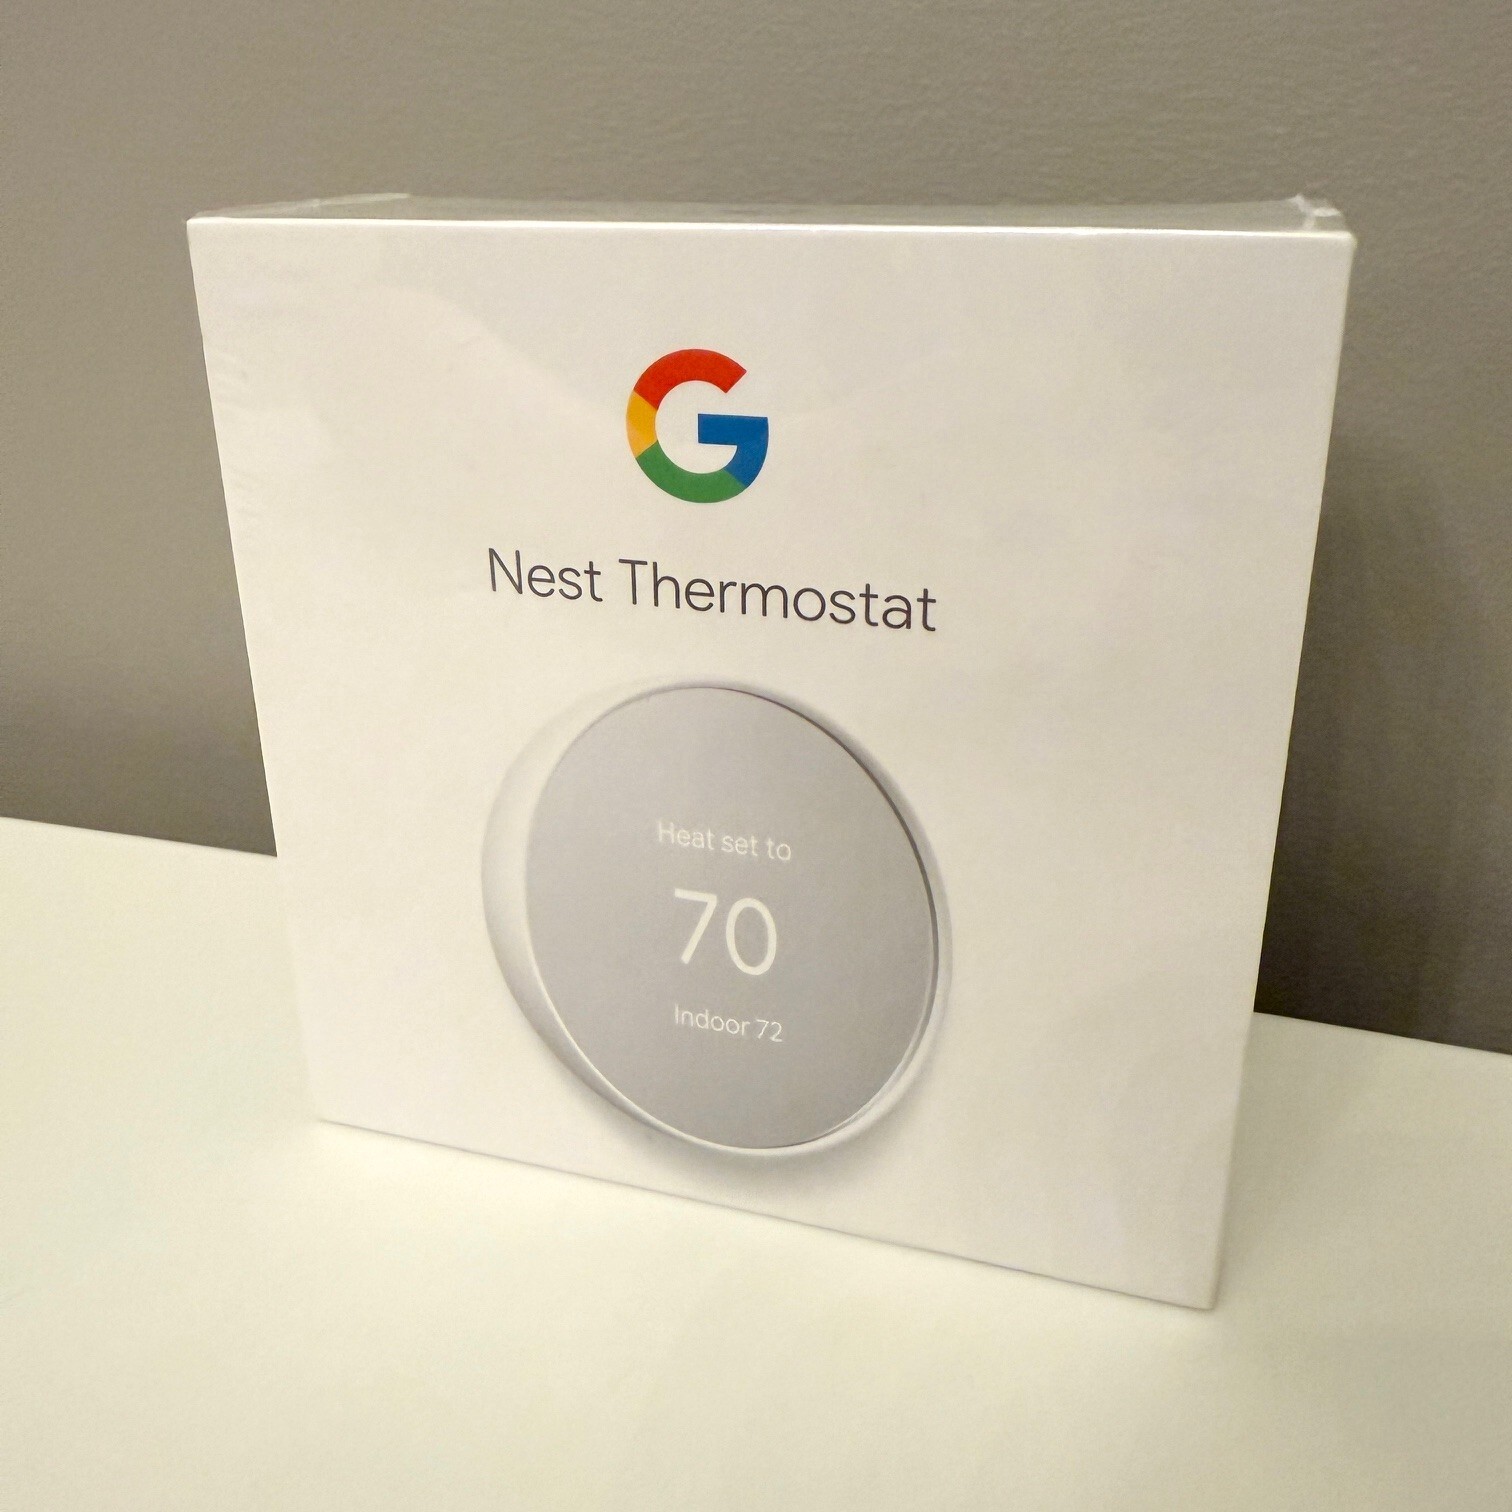 G
Nest Thermostat
Heat set to
70
Indoor 72